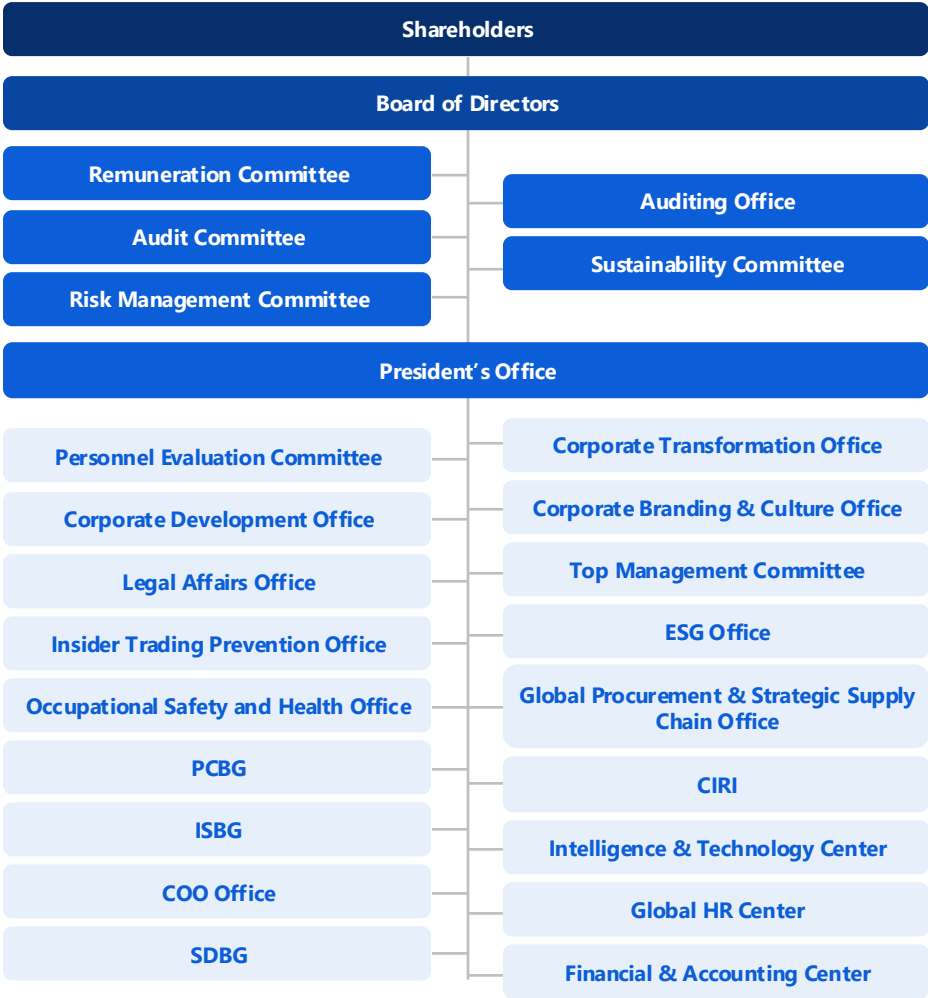 Shareholders
Board of Directors
Remuneration Committee
Audit Committee
Risk Management Committee
Auditing Office
Sustainability Committee
President's Office
Personnel Evaluation Committee
Corporate Development Office
Legal Affairs Office
Insider Trading Prevention Office
Occupational Safety and Health Office
PCBG
ISBG
COO Office
SDBG
Corporate Transformation Office
Corporate Branding & Culture Office
Top Management Committee
ESG Office
Global Procurement & Strategic Supply
Chain Office
CIRI
Intelligence & Technology Center
Global HR Center
Financial & Accounting Center